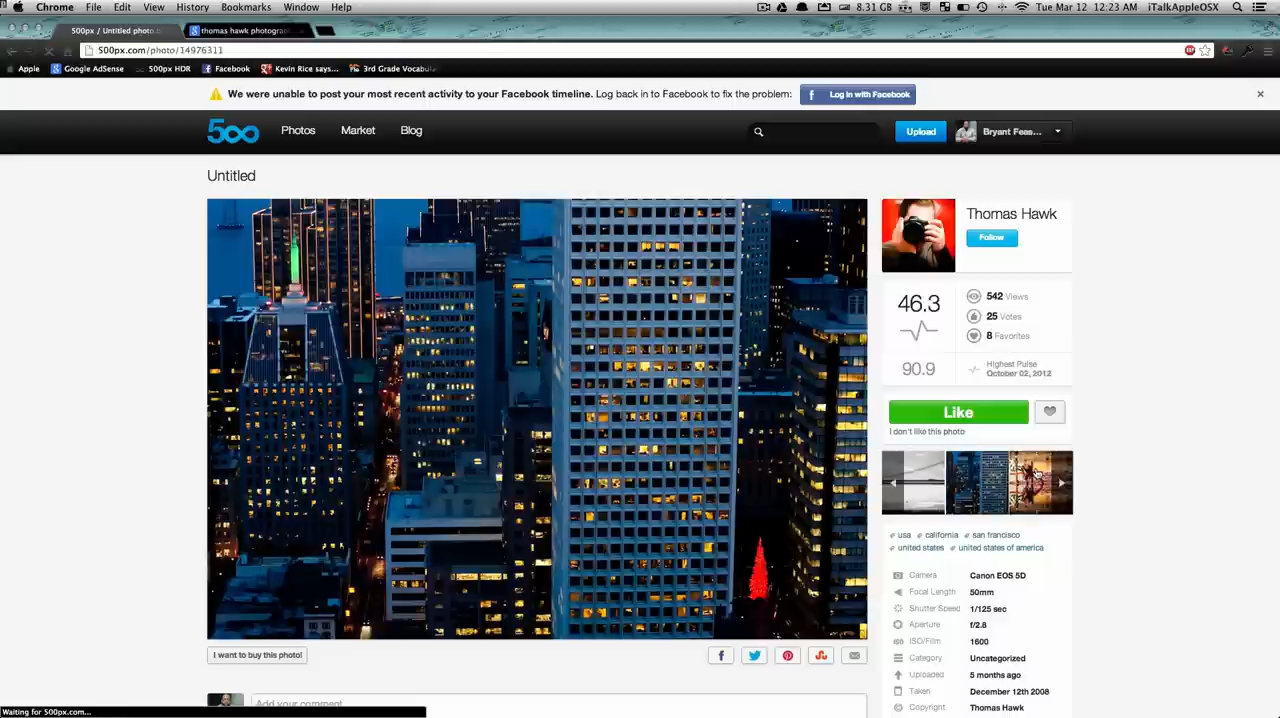 Chrome File Edit View History Bookmarks Window Help 8.31 GB Tue Mar 12 12:23 AM iTalkAppleOSX
500px / Untitled photo
thomas hawk photograph
500px.com/photo/14976311
Apple Google AdSense 500px HDR Facebook Kevin Rice says... 3rd Grade Vocabula
We were unable to post your most recent activity to your Facebook timeline. Log back in to Facebook to fix the problem: Log in with Facebook
500 Photos Market Blog Upload Bryant Feas...
Untitled
Thomas Hawk
Follow
46.3
542 Views
25 Votes
8 Favorites
90.9
Highest Pulse
October 02, 2012
Like
I don't like this photo
usa california san francisco
united states united states of america
Camera Canon EOS 5D
Focal Length 50mm
Shutter Speed 1/125 sec
Aperture f/2.8
ISO/Film 1600
Category Uncategorized
Uploaded 5 months ago
Taken December 12th 2008
Copyright Thomas Hawk
I want to buy this photo!
Add your comment
Waiting for 500px.com...